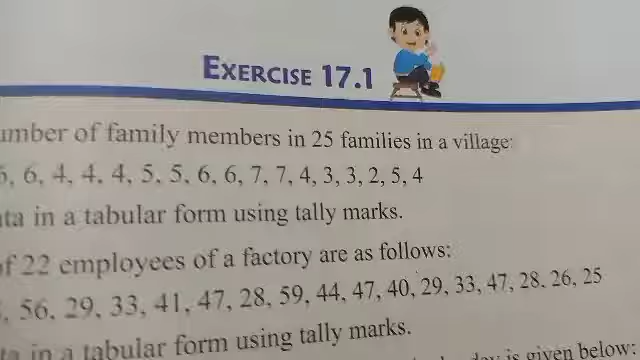 EXERCISE 17.1
number of family members in 25 families in a village:
6, 4, 4, 4, 5, 5, 6, 6, 7, 7, 4, 3, 3, 2, 5, 4
in a tabular form using tally marks.
of 22 employees of a factory are as follows:
56, 29, 33, 41, 47, 28, 59, 44, 47, 40, 29, 33, 47, 28, 26, 25
in a tabular form using tally marks.
day is given below: